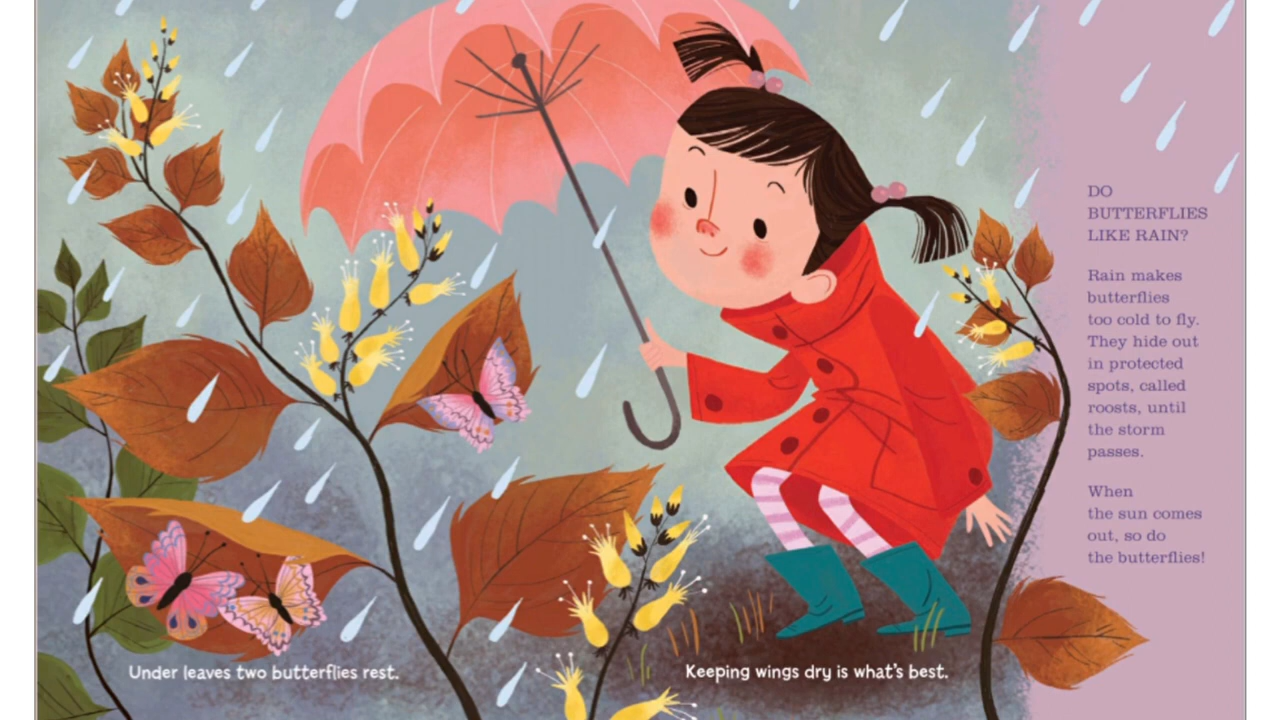 DO
BUTTERFLIES
LIKE RAIN?
Rain makes
butterflies
too cold to fly.
They hide out
in protected
spots, called
roosts, until
the storm
passes.
When
the sun comes
out, so do
the butterflies!
Under leaves two butterflies rest.
Keeping wings dry is what's best.